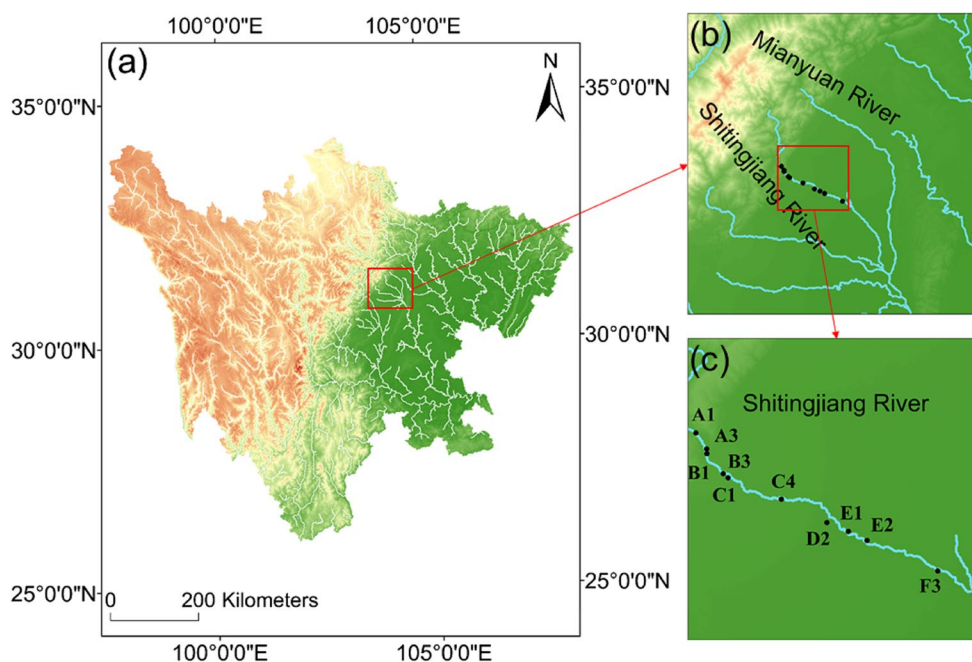 100°0'0"E
105°0'0"E
(a)
N
35°0'0"N
35°0'0"N
30°0'0"N
30°0'0"N
25°0'0"N
25°0'0"N
0
200 Kilometers
100°0'0"E
105°0'0"E
(b)
Mianyuan River
Shitingjiang River
(c)
Shitingjiang River
A1
A3
B1
B3
C1
C4
D2
E1
E2
F3